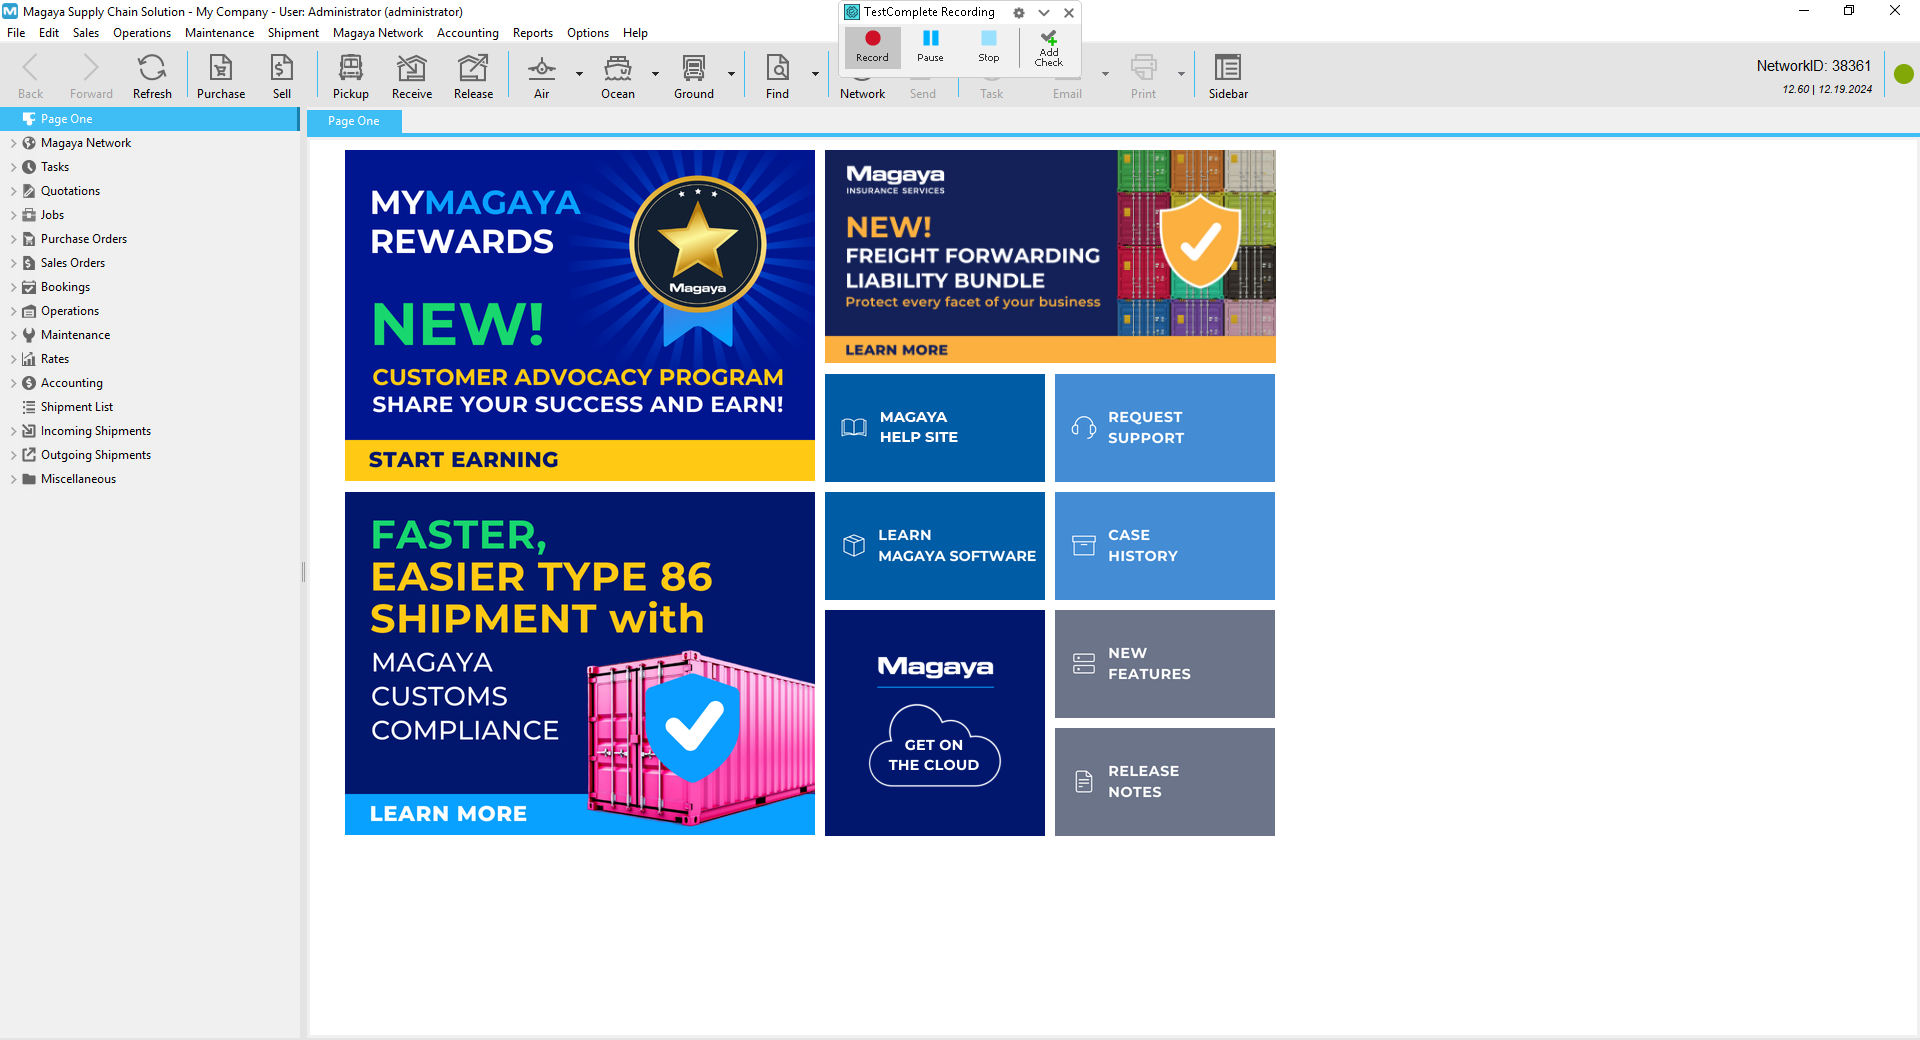 Magaya Supply Chain Solution - My Company - User: Administrator (administrator)
TestComplete Recording
File Edit Sales Operations Maintenance Shipment Magaya Network Accounting Reports Options Help
Record Pause Stop Add Check
Back Forward Refresh Purchase Sell Pickup Receive Release Air Ocean Ground Find Network Send Task Email Print Sidebar
NetworkID: 38361
12.60 | 12.19.2024
Page One
Magaya Network
Tasks
Quotations
Jobs
Purchase Orders
Sales Orders
Bookings
Operations
Maintenance
Rates
Accounting
Shipment List
Incoming Shipments
Outgoing Shipments
Miscellaneous
Page One
MYMAGAYA
REWARDS
Magaya
NEW!
CUSTOMER ADVOCACY PROGRAM
SHARE YOUR SUCCESS AND EARN!
START EARNING
Magaya
INSURANCE SERVICES
NEW!
FREIGHT FORWARDING
LIABILITY BUNDLE
Protect every facet of your business
LEARN MORE
MAGAYA
HELP SITE
REQUEST
SUPPORT
FASTER,
EASIER TYPE 86
SHIPMENT with
MAGAYA
CUSTOMS
COMPLIANCE
LEARN MORE
LEARN
MAGAYA SOFTWARE
CASE
HISTORY
Magaya
GET ON
THE CLOUD
NEW
FEATURES
RELEASE
NOTES